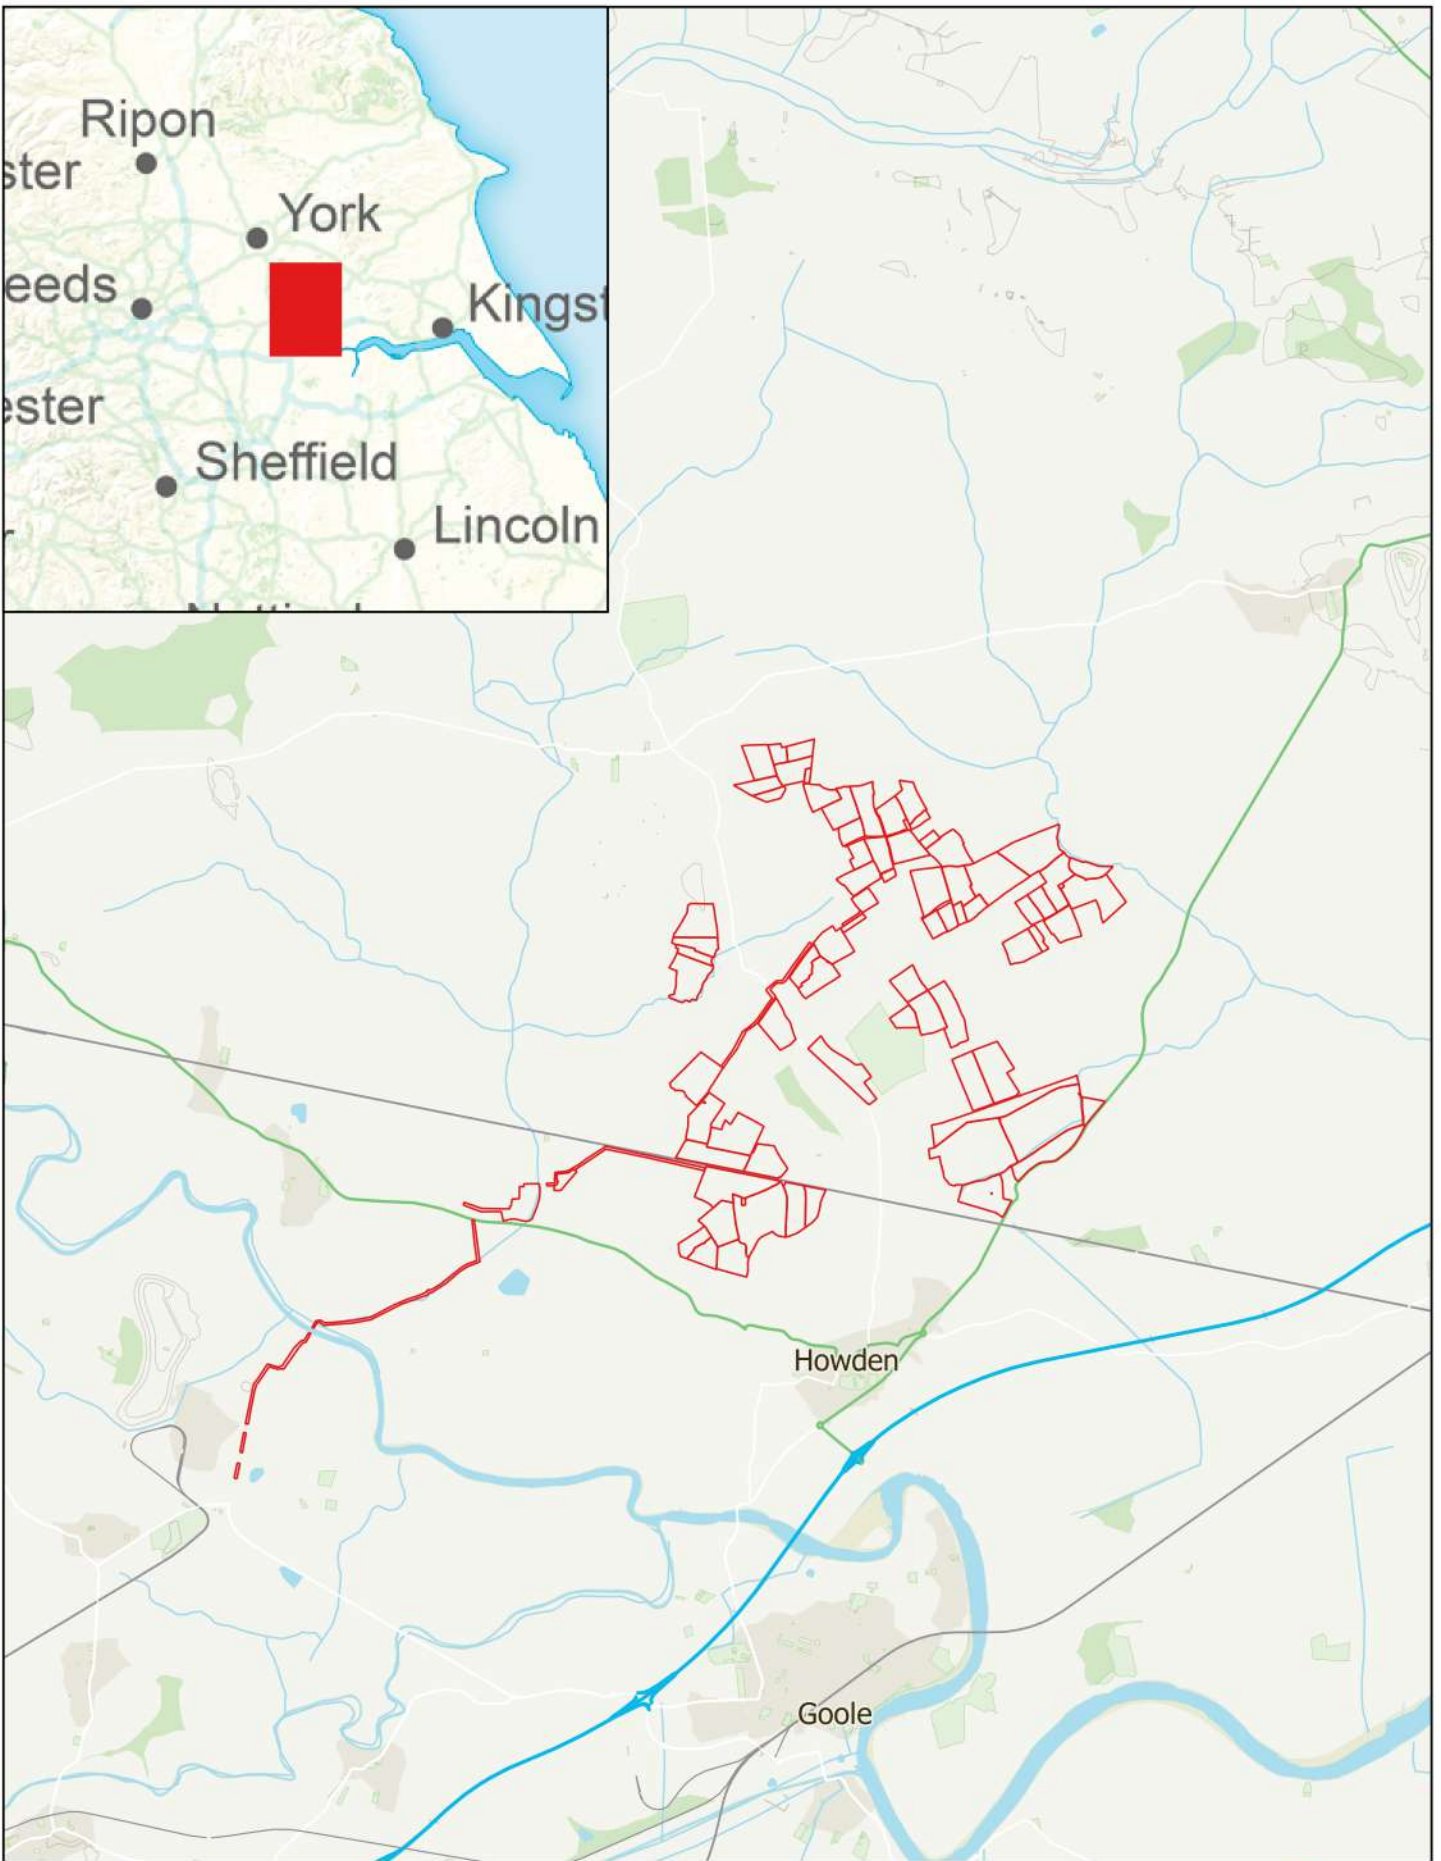 Ripon
ster
York
eeds
Kingst
ester
Sheffield
Lincoln
r
Howden
Goole